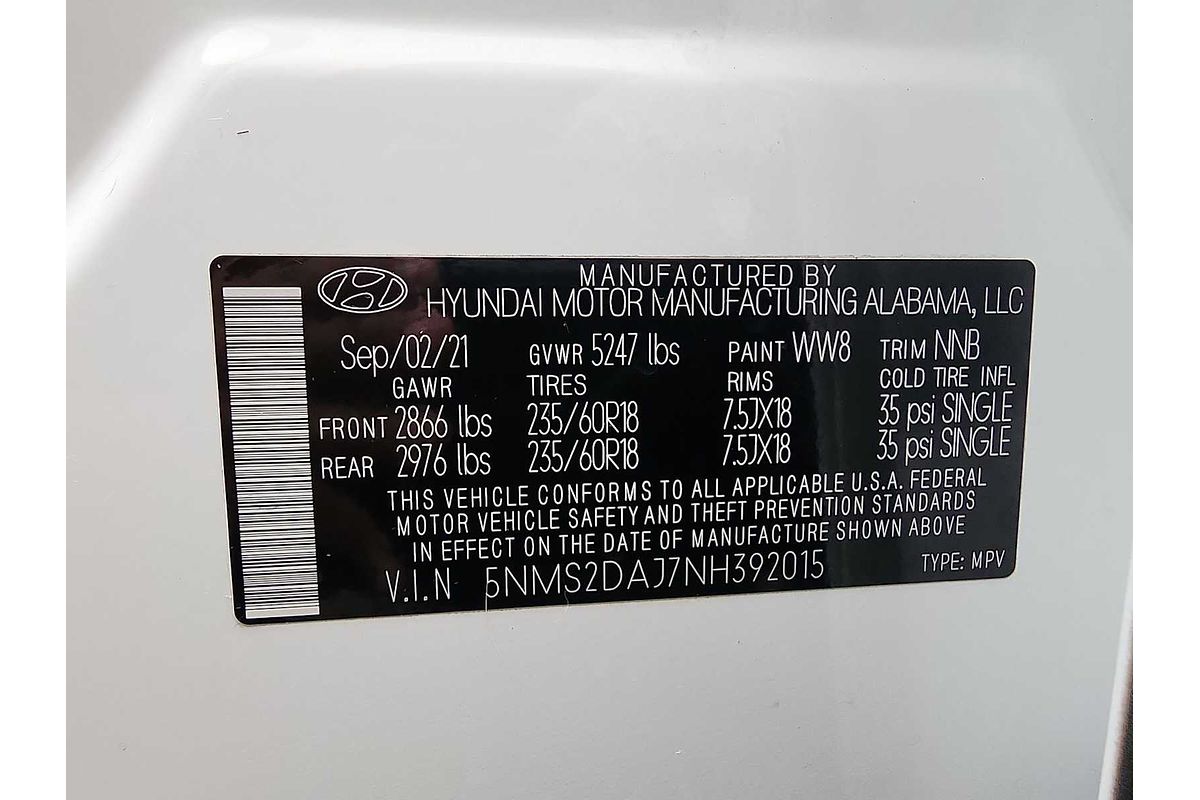 MANUFACTURED BY
HYUNDAI MOTOR MANUFACTURING ALABAMA, LLC
Sep/02/21 GVWR 5247 lbs PAINT WW8 TRIM NNB
GAWR TIRES RIMS COLD TIRE INFL
FRONT 2866 lbs 235/60R18 7.5JX18 35 psi SINGLE
REAR 2976 lbs 235/60R18 7.5JX18 35 psi SINGLE
THIS VEHICLE CONFORMS TO ALL APPLICABLE U.S.A. FEDERAL
MOTOR VEHICLE SAFETY AND THEFT PREVENTION STANDARDS
IN EFFECT ON THE DATE OF MANUFACTURE SHOWN ABOVE
V.I.N 5NMS2DAJ7NH392015 TYPE: MPV